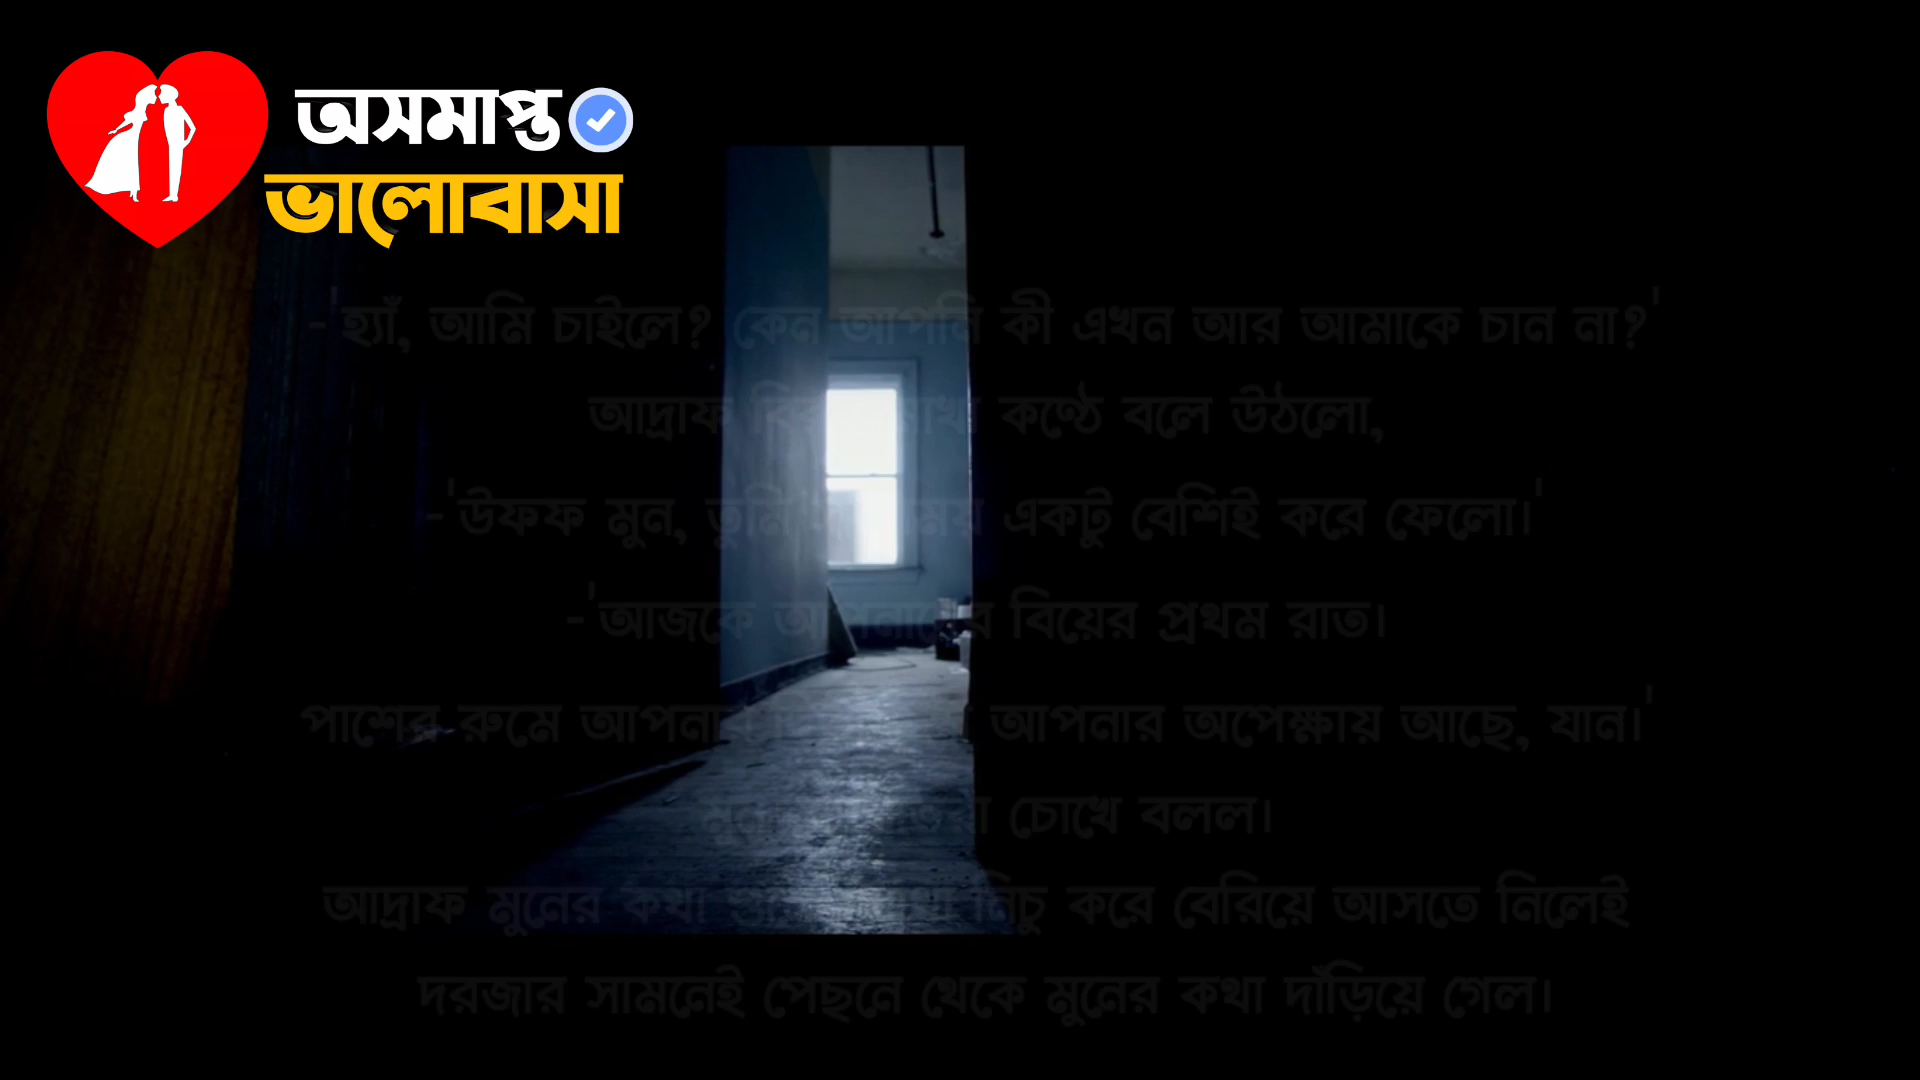 অসমাপ্ত
ভালোবাসা
- 'হ্যাঁ, আমি চাইলে? কেন আপনি কী এখন আর আমাকে চান না?'
আদ্রাফ কণ্ঠে বলে উঠলো,
-'উফফ মুন, তুমি একটু বেশিই করে ফেলো।'
-'আজকে আপনাদের বিয়ের প্রথম রাত।
পাশের রুমে আপনার আপনার অপেক্ষায় আছে, যান।'
চোখে বলল।
আদ্রাফ মুনের কথা শুনে মাথা নিচু করে বেরিয়ে আসতে নিলেই
দরজার সামনেই পেছনে থেকে মুনের কথা দাঁড়িয়ে গেল।